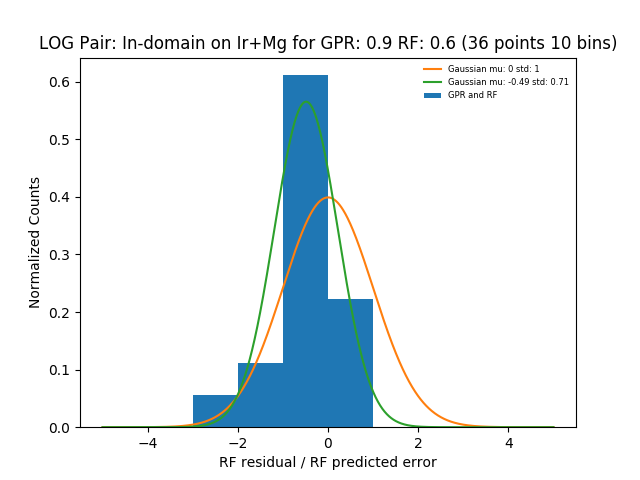 LOG Pair: In-domain on Ir+Mg for GPR: 0.9 RF: 0.6 (36 points 10 bins)
Gaussian mu: 0 std: 1
Gaussian mu: -0.49 std: 0.71
GPR and RF
Normalized Counts
0.6
0.5
0.4
0.3
0.2
0.1
0.0
−4 −2 0 2 4
RF residual / RF predicted error